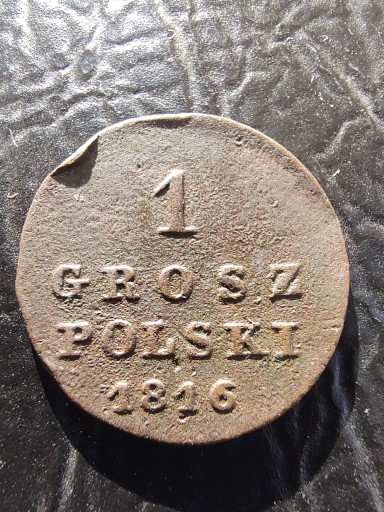 1
GROSZ
POLSKI
1816